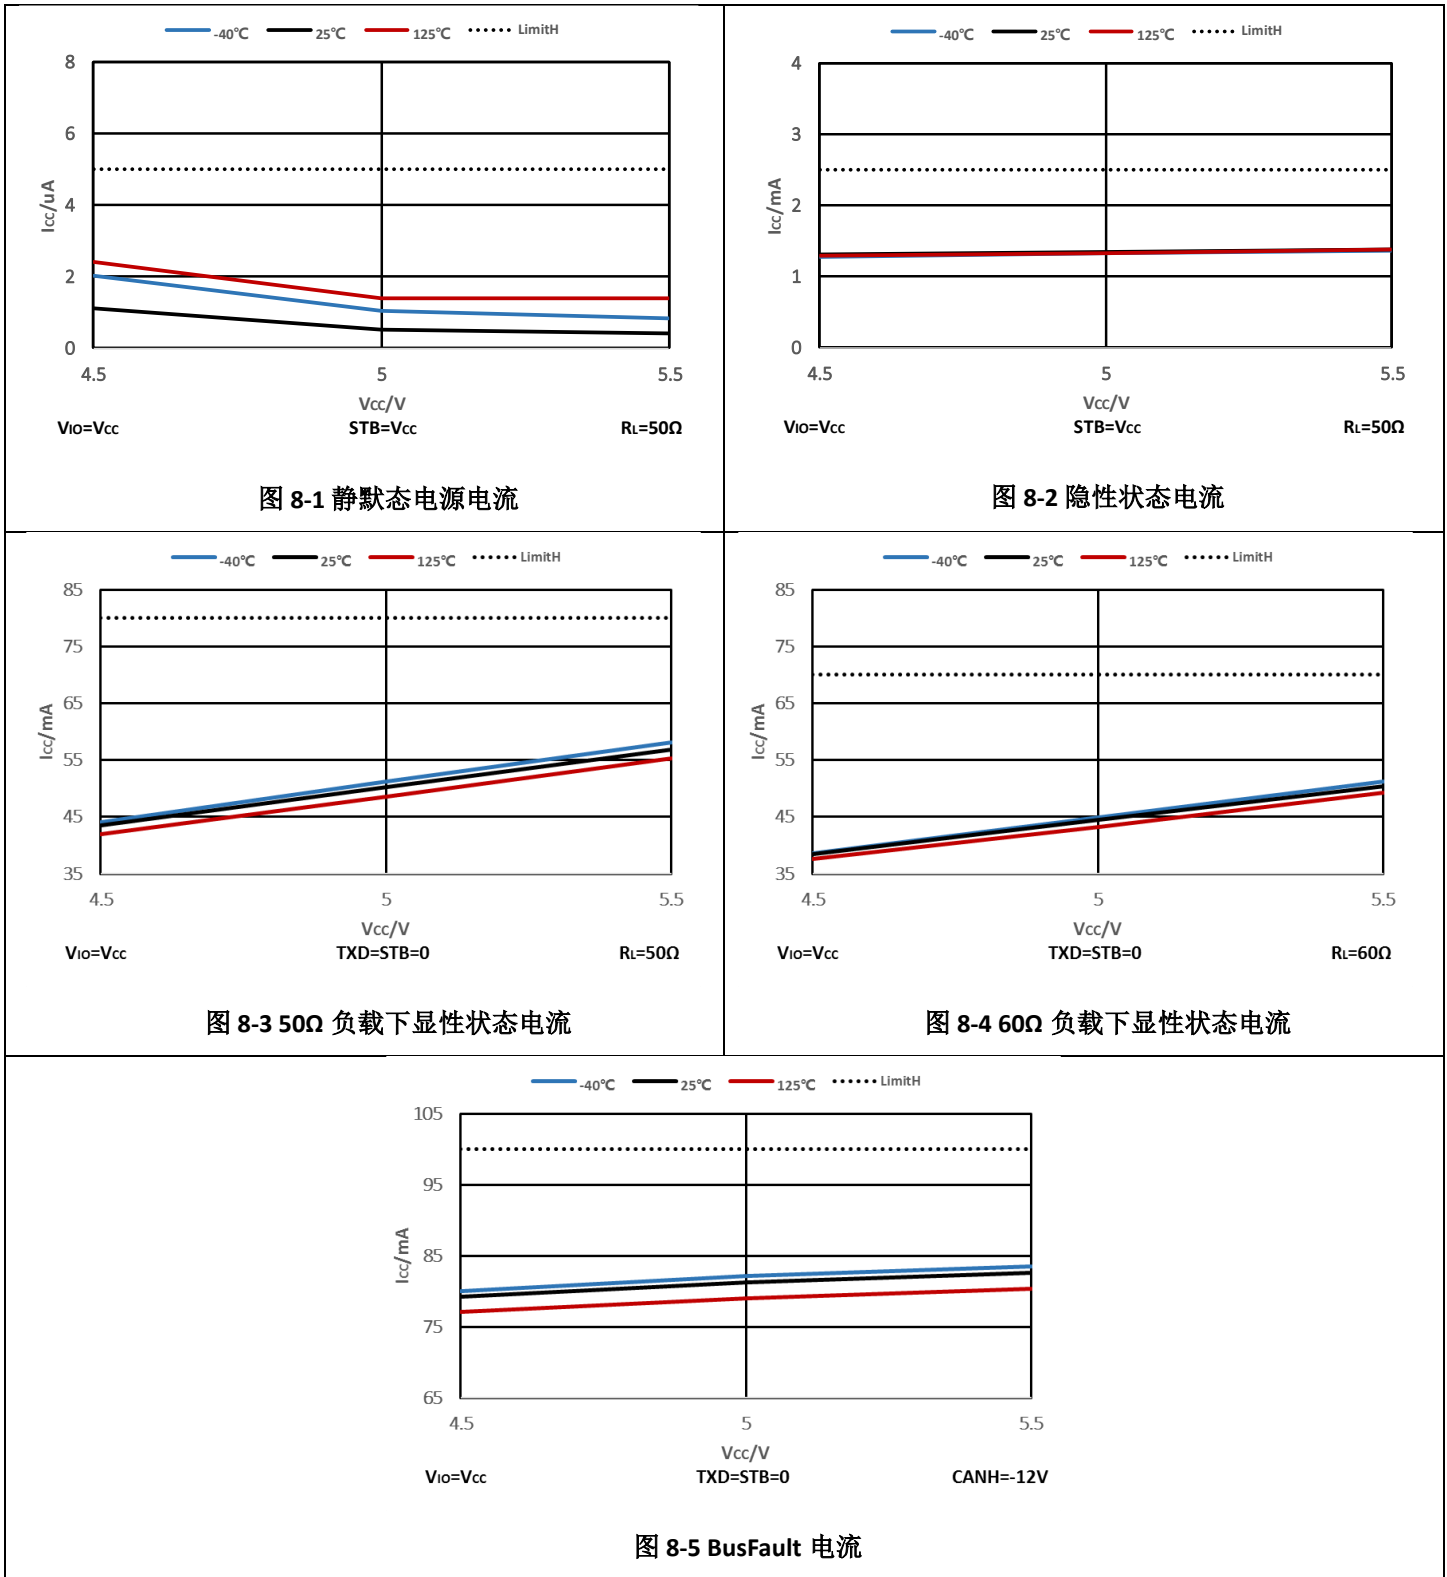 -40℃ 25℃ 125℃ LimitH
8
6
4
2
0
Icc/uA
4.5 5 5.5
Vcc/V
VIO=Vcc STB=Vcc RL=50Ω
图 8-1 静默态电源电流
-40℃ 25℃ 125℃ LimitH
4
3
2
1
0
Icc/mA
4.5 5 5.5
Vcc/V
VIO=Vcc STB=Vcc RL=50Ω
图 8-2 隐性状态电流
-40℃ 25℃ 125℃ LimitH
85
75
65
55
45
35
Icc/mA
4.5 5 5.5
Vcc/V
VIO=Vcc TXD=STB=0 RL=50Ω
图 8-3 50Ω 负载下显性状态电流
-40℃ 25℃ 125℃ LimitH
85
75
65
55
45
35
Icc/mA
4.5 5 5.5
Vcc/V
VIO=Vcc TXD=STB=0 RL=60Ω
图 8-4 60Ω 负载下显性状态电流
-40℃ 25℃ 125℃ LimitH
105
95
85
75
65
Icc/mA
4.5 5 5.5
Vcc/V
VIO=Vcc TXD=STB=0 CANH=-12V
图 8-5 BusFault 电流